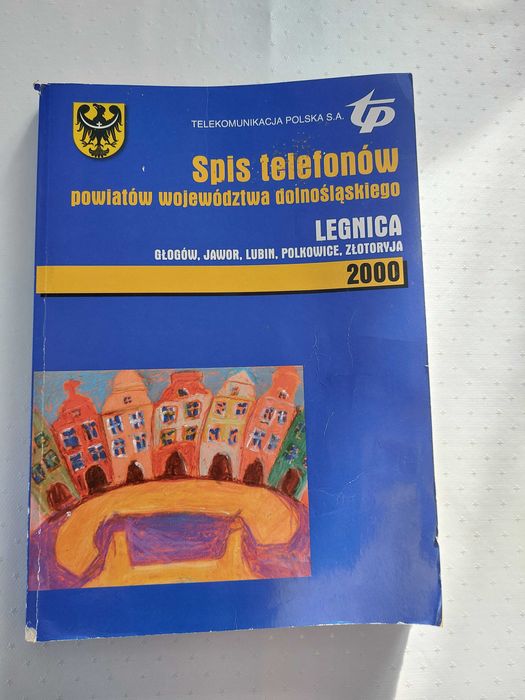 TELEKOMUNIKACJA POLSKA S.A.
tp
Spis telefonów
powiatów województwa dolnośląskiego
LEGNICA
GŁOGÓW, JAWOR, LUBIN, POLKOWICE, ZŁOTORYJA
2000